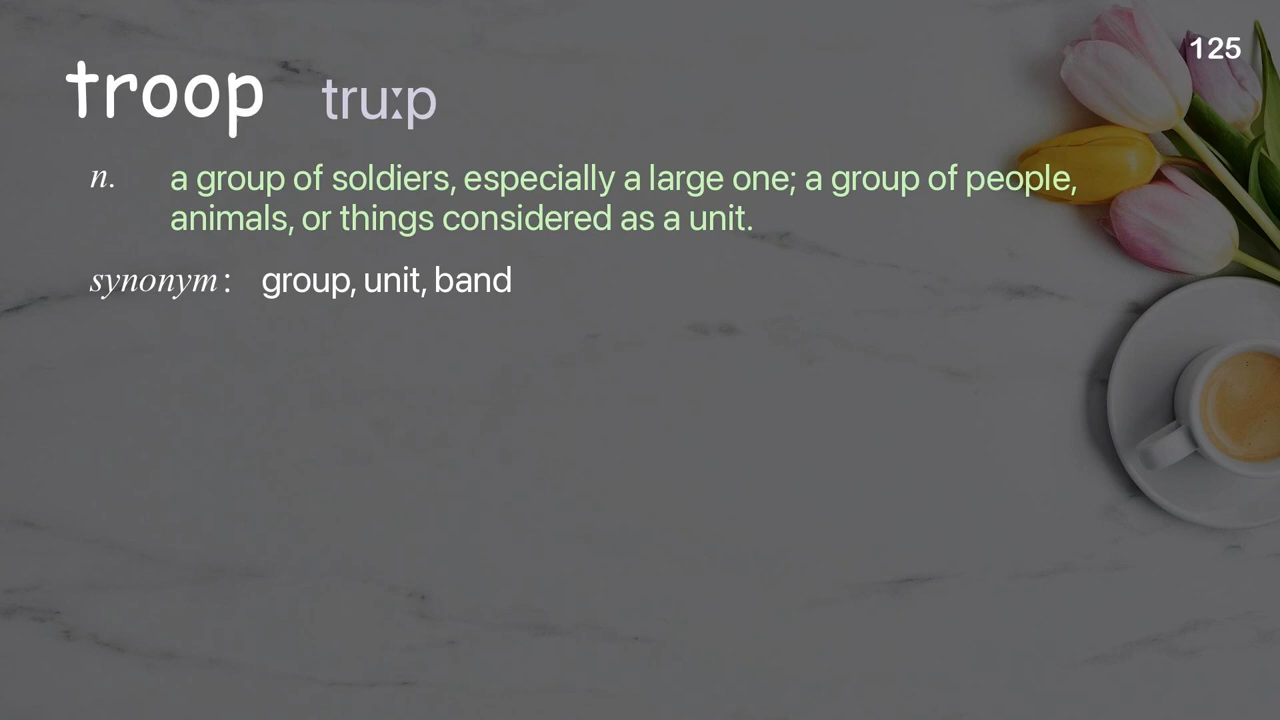 125
troop truːp
n. a group of soldiers, especially a large one; a group of people,
animals, or things considered as a unit.
synonym: group, unit, band